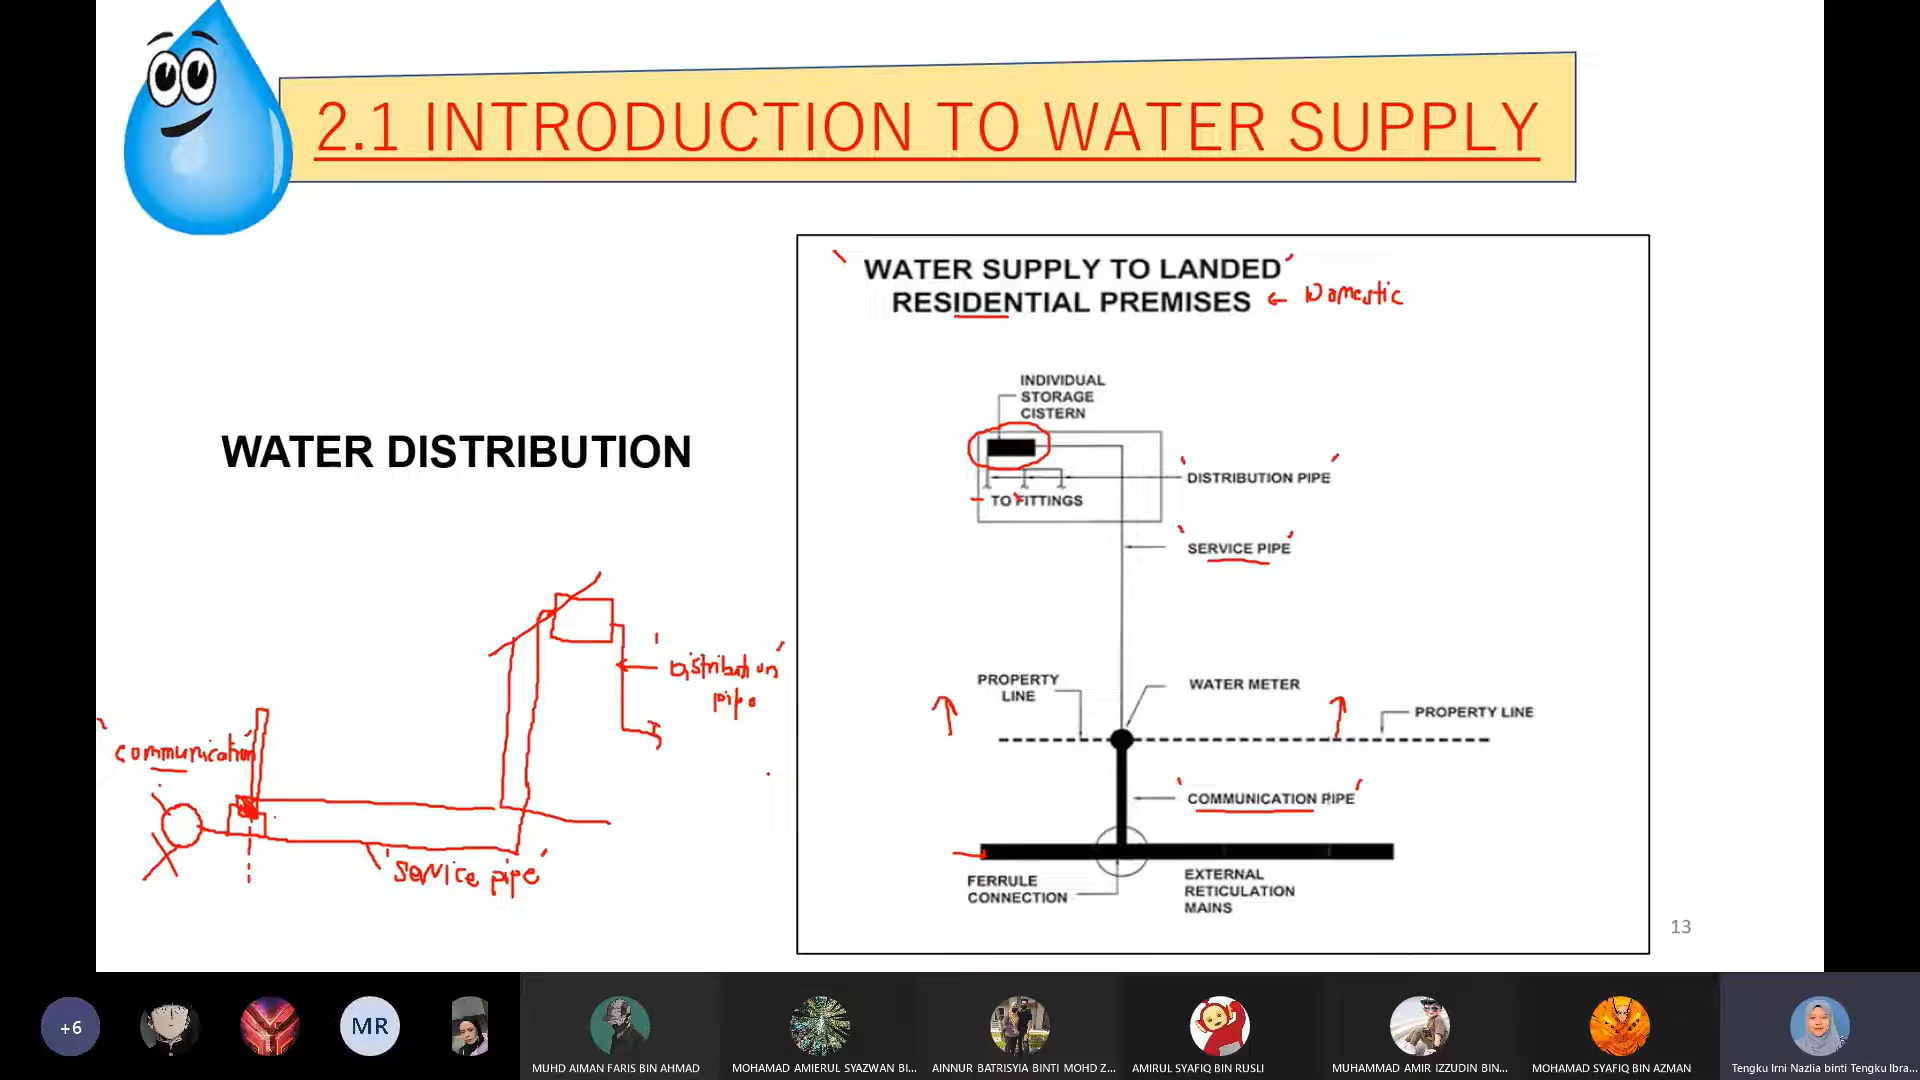 2.1 INTRODUCTION TO WATER SUPPLY
WATER SUPPLY TO LANDED
RESIDENTIAL PREMISES
Domestic
WATER DISTRIBUTION
INDIVIDUAL
STORAGE
CISTERN
DISTRIBUTION PIPE
TO FITTINGS
SERVICE PIPE
PROPERTY
LINE
WATER METER
PROPERTY LINE
COMMUNICATION PIPE
FERRULE
CONNECTION
EXTERNAL
RETICULATION
MAINS
Distribution
pipe
communication
service pipe
13
+6
MR
MUHD AIMAN FARIS BIN AHMAD
MOHAMAD AMIERUL SYAZWAN BI...
AINNUR BATRISYIA BINTI MOHD Z...
AMIRUL SYAFIQ BIN RUSLI
MUHAMMAD AMIR IZZUDIN BIN...
MOHAMAD SYAFIQ BIN AZMAN
Tengku Irni Nazlia binti Tengku Ibra...